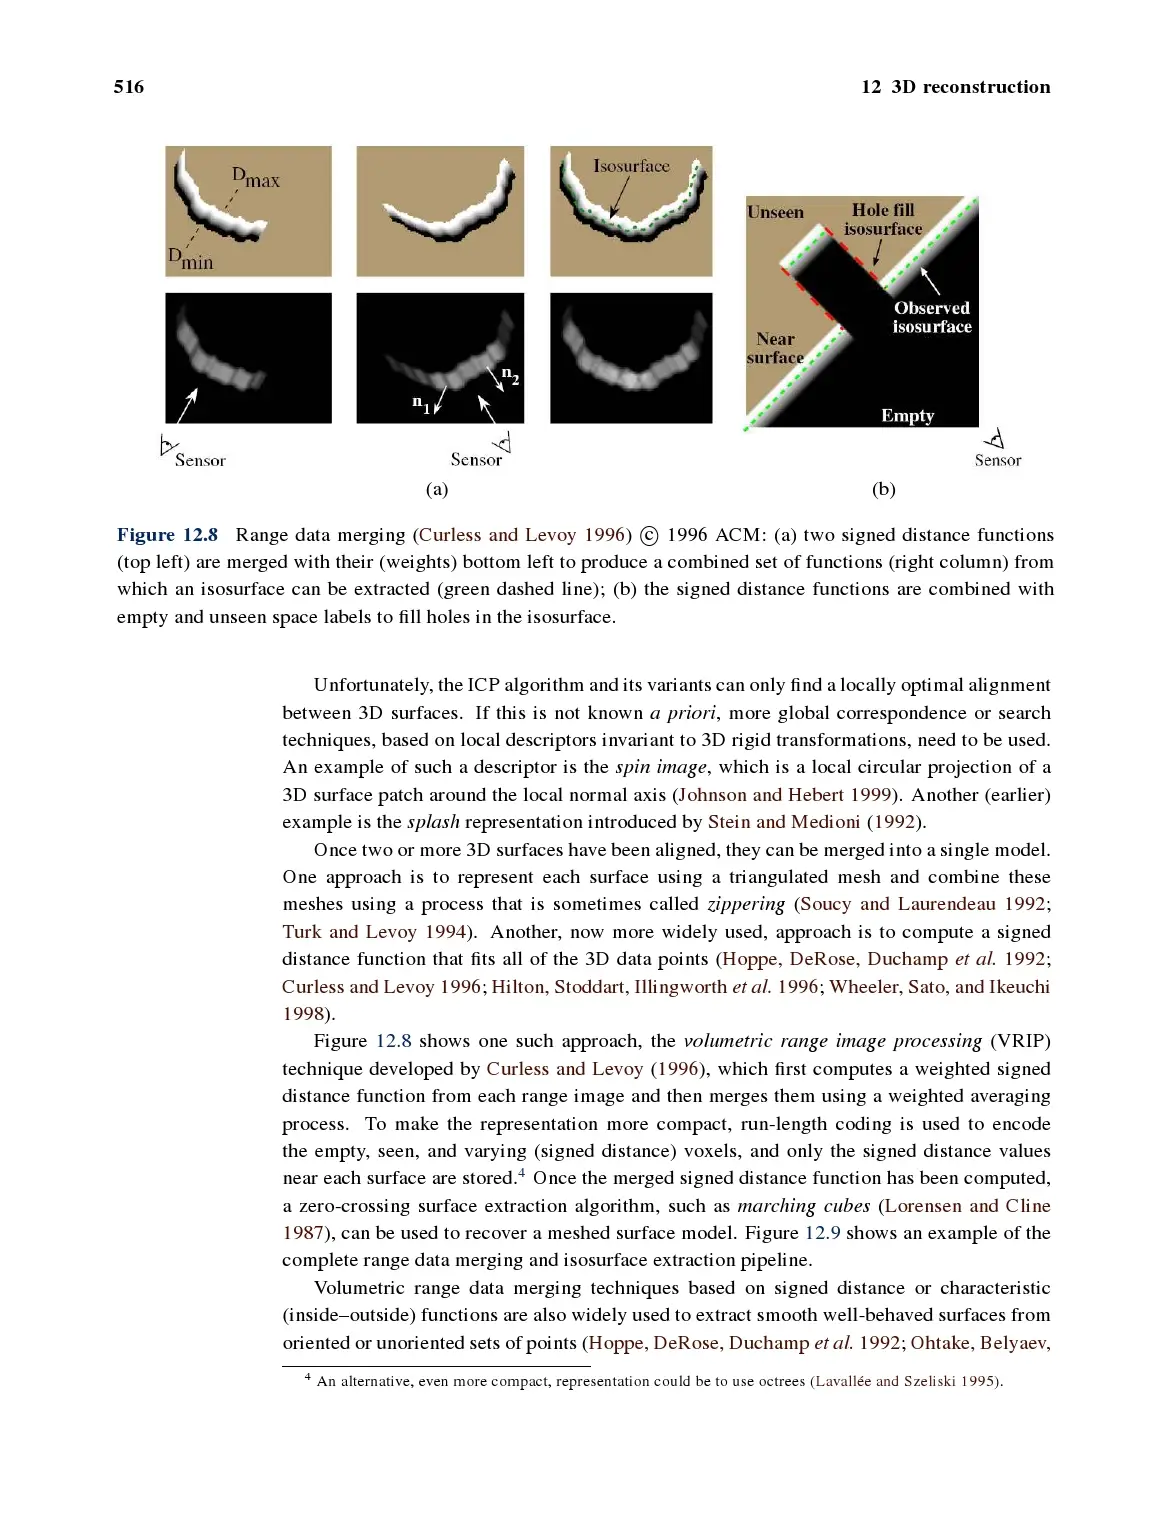 516
12 3D reconstruction
Dmax
Dmin
Isosurface
n1
n2
Sensor
Sensor
Unseen
Hole fill
isosurface
Observed
isosurface
Near
surface
Empty
Sensor
(a)
(b)
Figure 12.8 Range data merging (Curless and Levoy 1996) © 1996 ACM: (a) two signed distance functions
(top left) are merged with their (weights) bottom left to produce a combined set of functions (right column) from
which an isosurface can be extracted (green dashed line); (b) the signed distance functions are combined with
empty and unseen space labels to fill holes in the isosurface.
Unfortunately, the ICP algorithm and its variants can only find a locally optimal alignment
between 3D surfaces. If this is not known a priori, more global correspondence or search
techniques, based on local descriptors invariant to 3D rigid transformations, need to be used.
An example of such a descriptor is the spin image, which is a local circular projection of a
3D surface patch around the local normal axis (Johnson and Hebert 1999). Another (earlier)
example is the splash representation introduced by Stein and Medioni (1992).
Once two or more 3D surfaces have been aligned, they can be merged into a single model.
One approach is to represent each surface using a triangulated mesh and combine these
meshes using a process that is sometimes called zippering (Soucy and Laurendeau 1992;
Turk and Levoy 1994). Another, now more widely used, approach is to compute a signed
distance function that fits all of the 3D data points (Hoppe, DeRose, Duchamp et al. 1992;
Curless and Levoy 1996; Hilton, Stoddart, Illingworth et al. 1996; Wheeler, Sato, and Ikeuchi
1998).
Figure 12.8 shows one such approach, the volumetric range image processing (VRIP)
technique developed by Curless and Levoy (1996), which first computes a weighted signed
distance function from each range image and then merges them using a weighted averaging
process. To make the representation more compact, run-length coding is used to encode
the empty, seen, and varying (signed distance) voxels, and only the signed distance values
near each surface are stored.4 Once the merged signed distance function has been computed,
a zero-crossing surface extraction algorithm, such as marching cubes (Lorensen and Cline
1987), can be used to recover a meshed surface model. Figure 12.9 shows an example of the
complete range data merging and isosurface extraction pipeline.
Volumetric range data merging techniques based on signed distance or characteristic
(inside–outside) functions are also widely used to extract smooth well-behaved surfaces from
oriented or unoriented sets of points (Hoppe, DeRose, Duchamp et al. 1992; Ohtake, Belyaev,
4 An alternative, even more compact, representation could be to use octrees (Lavallée and Szeliski 1995).